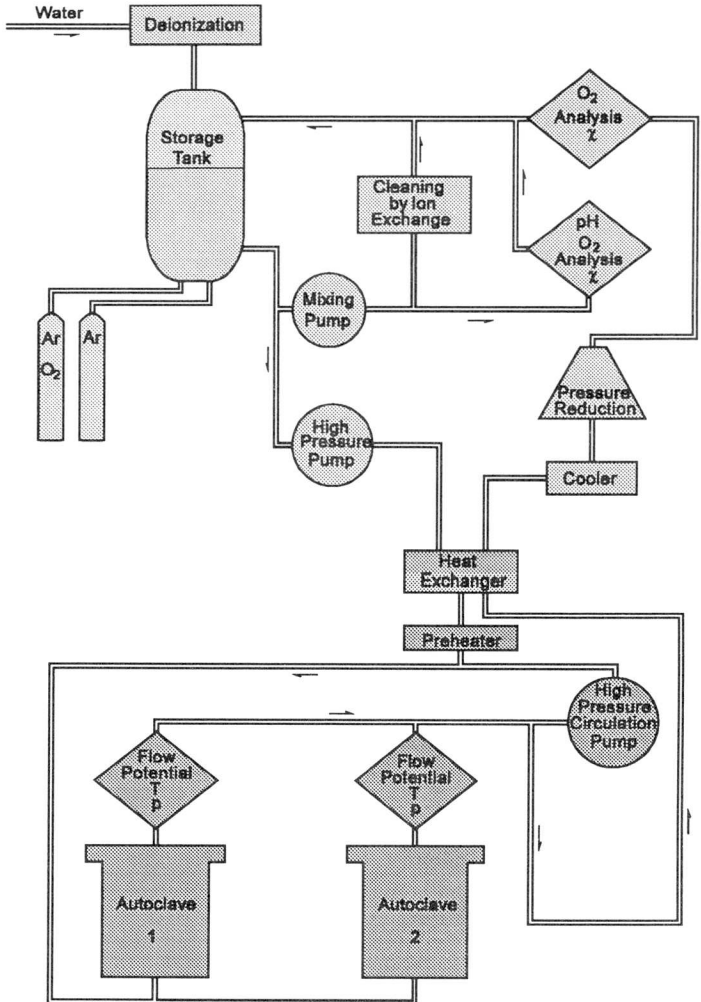 Water
Deionization
Storage
Tank
O₂
Analysis
χ
Cleaning
by Ion
Exchange
pH
O₂
Analysis
χ
Mixing
Pump
Ar
O₂
Ar
Pressure
Reduction
High
Pressure
Pump
Cooler
Heat
Exchanger
Preheater
High
Pressure
Circulation
Pump
Flow
Potential
T
p
Flow
Potential
T
p
Autoclave
1
Autoclave
2